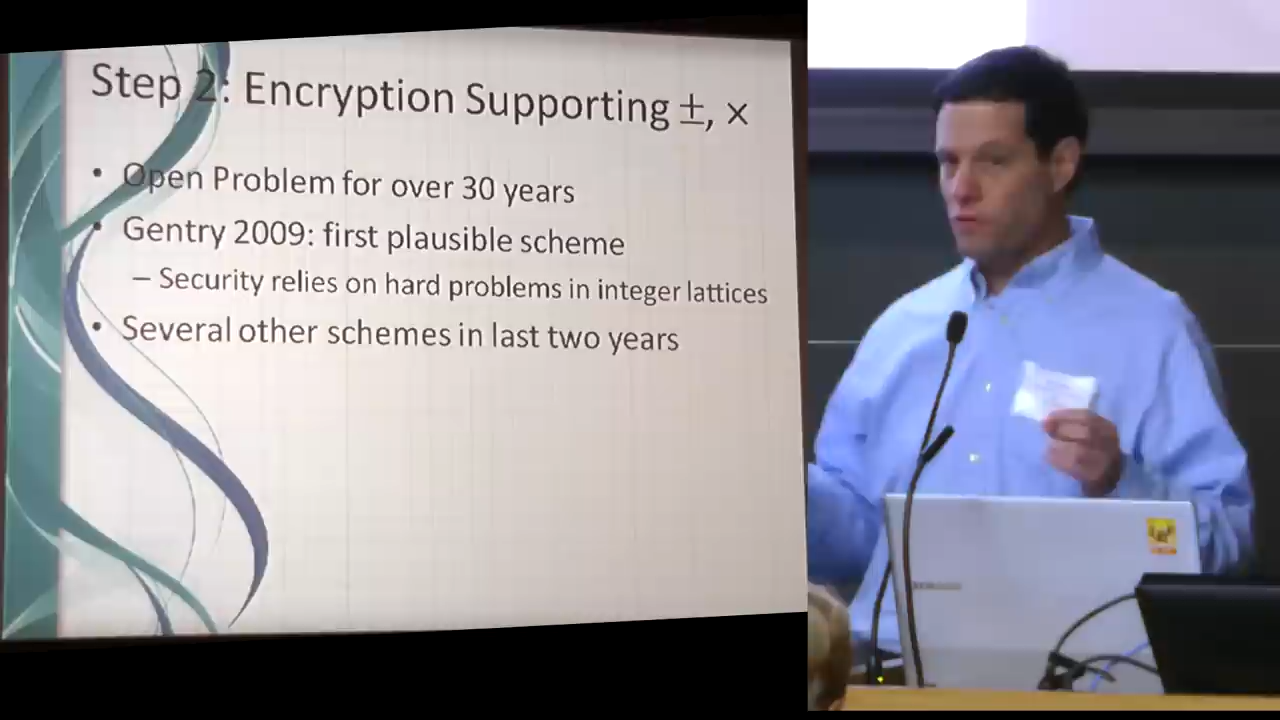 Step 2: Encryption Supporting ±, ×
• Open Problem for over 30 years
• Gentry 2009: first plausible scheme
– Security relies on hard problems in integer lattices
• Several other schemes in last two years